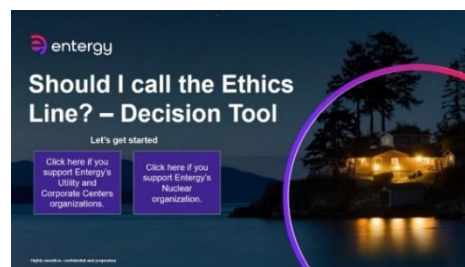 entergy
Should I call the Ethics
Line? – Decision Tool
Let's get started
Click here if you
support Entergy's
Utility and
Corporate Centers
organizations.
Click here if you
support Entergy's
Nuclear
organization.
Highly sensitive, confidential and proprietary